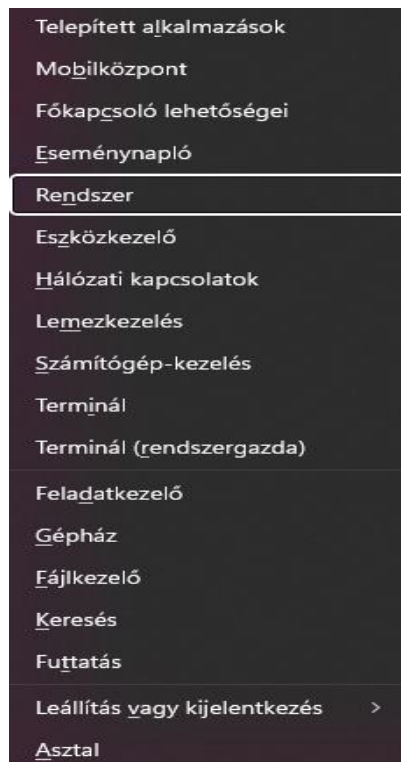 Telepített alkalmazások
Mobilközpont
Főkapcsoló lehetőségei
Eseménynapló
Rendszer
Eszközkezelő
Hálózati kapcsolatok
Lemezkezelés
Számítógép-kezelés
Terminál
Terminál (rendszergazda)
Feladatkezelő
Gépház
Fájlkezelő
Keresés
Futtatás
Leállítás vagy kijelentkezés >
Asztal